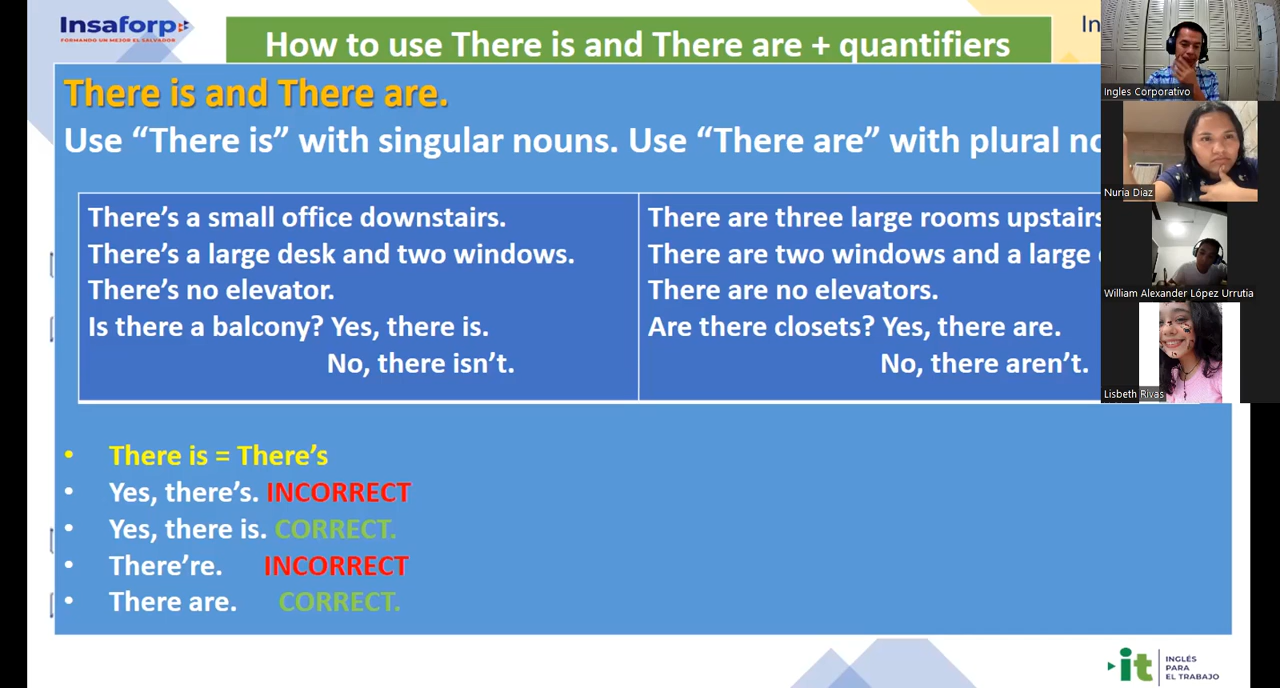 Insaforp
FORMANDO UN MEJOR EL SALVADOR
How to use There is and There are + quantifiers
In
There is and There are.
Use “There is” with singular nouns. Use “There are” with plural no
There’s a small office downstairs.
There’s a large desk and two windows.
There’s no elevator.
Is there a balcony? Yes, there is.
No, there isn’t.
There are three large rooms upstairs
There are two windows and a large
There are no elevators.
Are there closets? Yes, there are.
No, there aren’t.
• There is = There’s
• Yes, there’s. INCORRECT
• Yes, there is. CORRECT.
• There’re. INCORRECT
• There are. CORRECT.
Ingles Corporativo
Nuria Diaz
William Alexander López Urrutia
Lisbeth Rivas
it
INGLÉS
PARA
EL TRABAJO